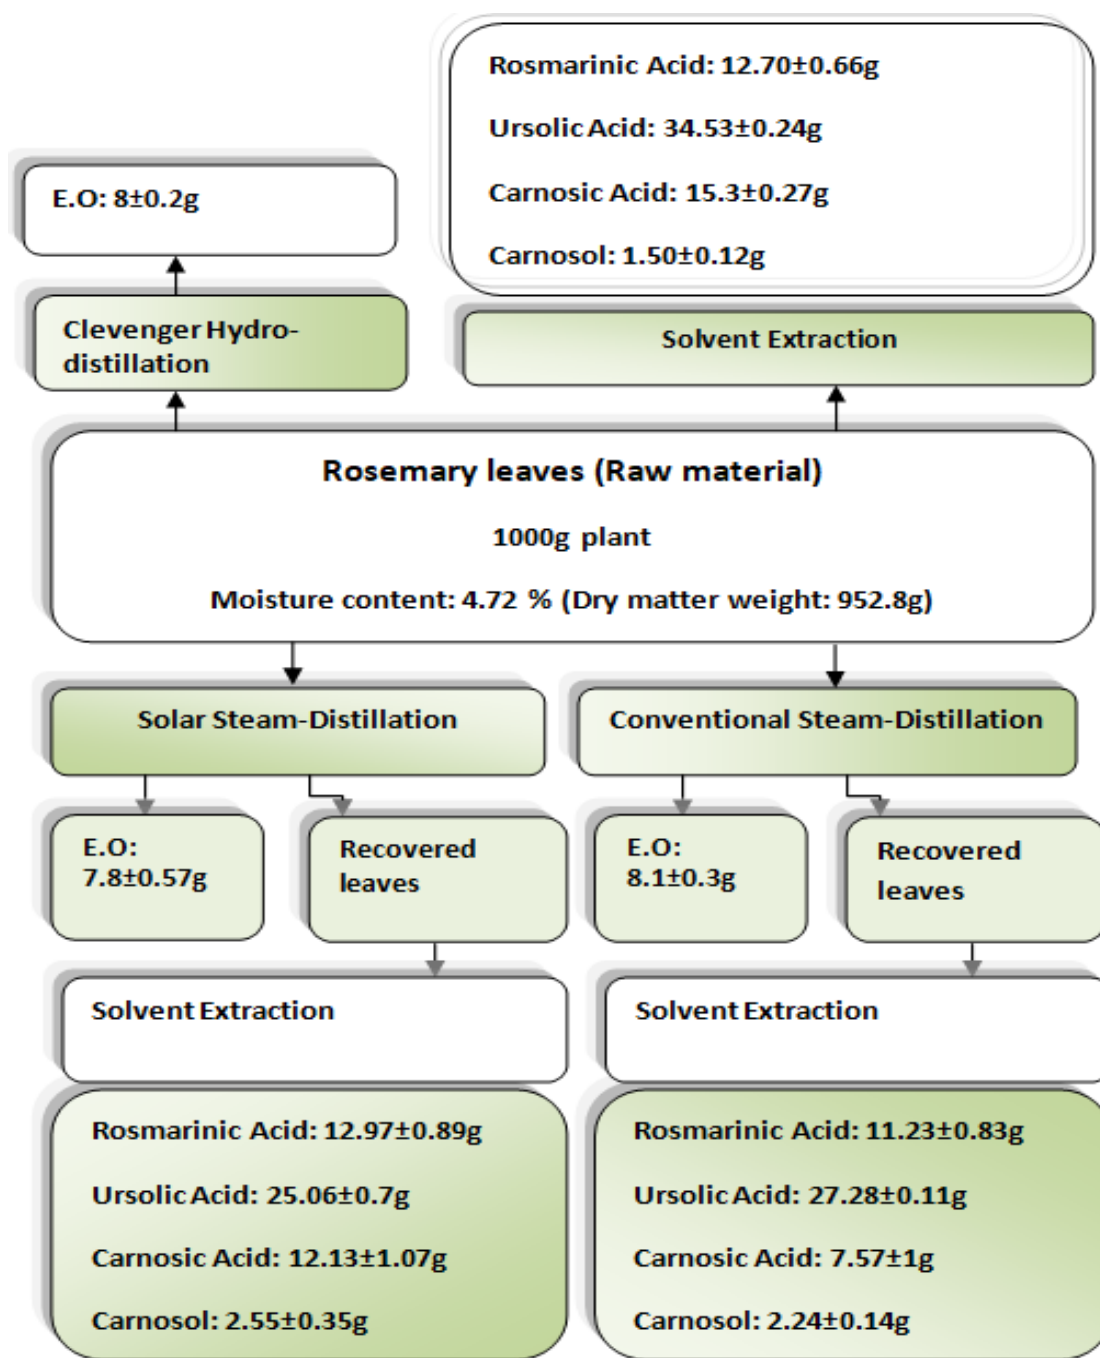 Rosmarinic Acid: 12.70±0.66g
Ursolic Acid: 34.53±0.24g
Carnosic Acid: 15.3±0.27g
Carnosol: 1.50±0.12g
E.O: 8±0.2g
Clevenger Hydro-
distillation
Solvent Extraction
Rosemary leaves (Raw material)
1000g plant
Moisture content: 4.72 % (Dry matter weight: 952.8g)
Solar Steam-Distillation
Conventional Steam-Distillation
E.O:
7.8±0.57g
Recovered
leaves
E.O:
8.1±0.3g
Recovered
leaves
Solvent Extraction
Solvent Extraction
Rosmarinic Acid: 12.97±0.89g
Ursolic Acid: 25.06±0.7g
Carnosic Acid: 12.13±1.07g
Carnosol: 2.55±0.35g
Rosmarinic Acid: 11.23±0.83g
Ursolic Acid: 27.28±0.11g
Carnosic Acid: 7.57±1g
Carnosol: 2.24±0.14g